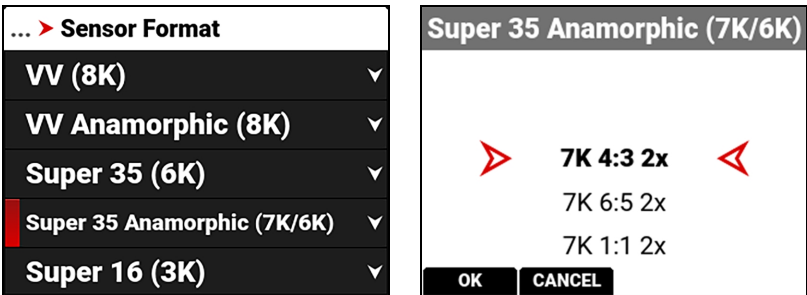 ... Sensor Format
VV (8K)
VV Anamorphic (8K)
Super 35 (6K)
Super 35 Anamorphic (7K/6K)
Super 16 (3K)
Super 35 Anamorphic (7K/6K)
7K 4:3 2x
7K 6:5 2x
7K 1:1 2x
OK CANCEL